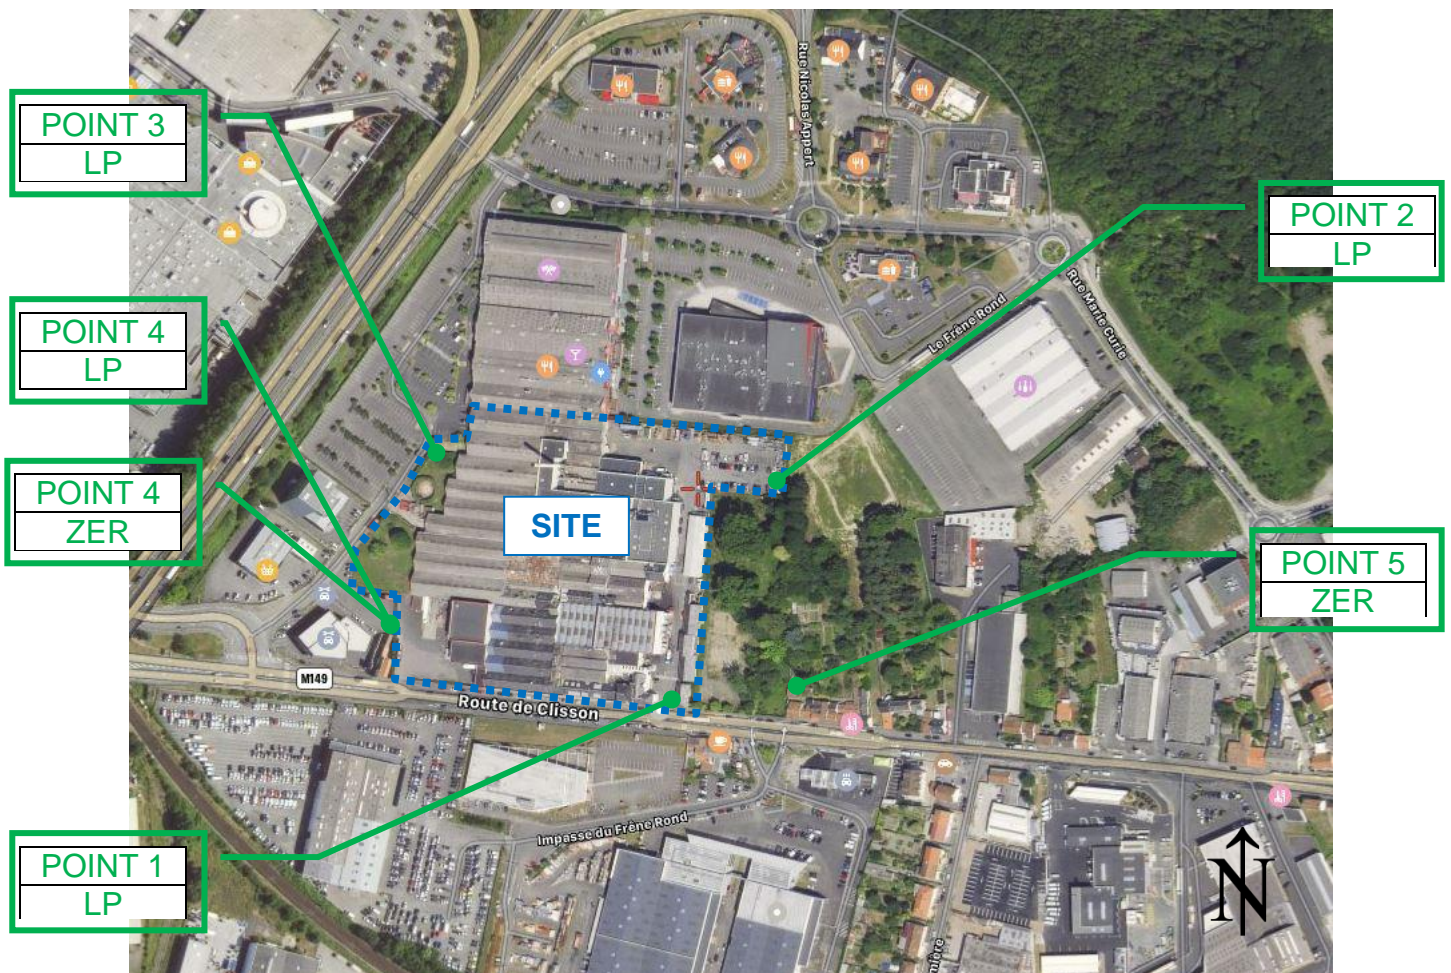 POINT 3
LP
POINT 2
LP
POINT 4
LP
POINT 4
ZER
SITE
POINT 5
ZER
POINT 1
LP
Rue Nicolas Appert
Le Frêne Rond
Rue Marie Curie
M149
Route de Clisson
Impasse du Frêne Rond
N